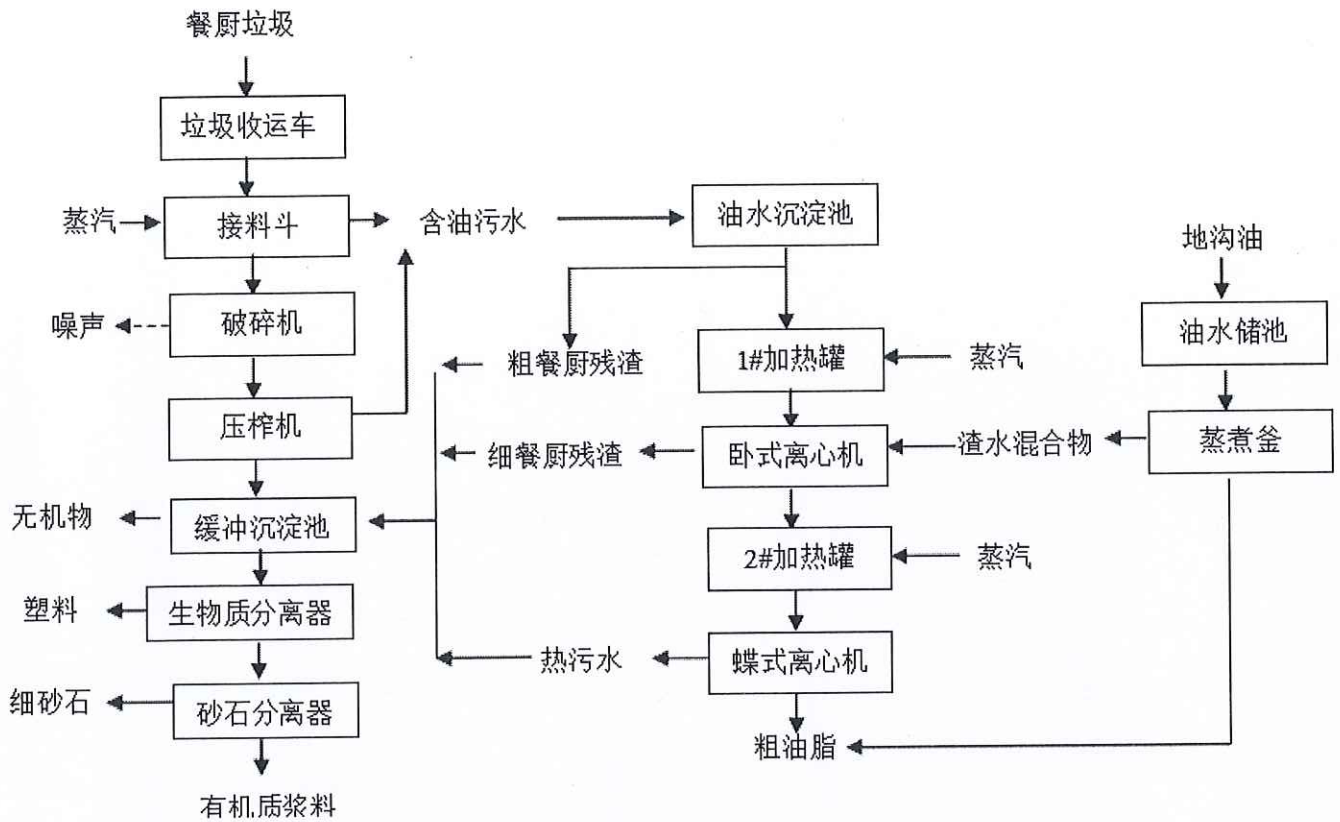 餐厨垃圾
垃圾收运车
蒸汽
接料斗
含油污水
油水沉淀池
地沟油
噪声
破碎机
油水储池
粗餐厨残渣
1#加热罐
蒸汽
压榨机
细餐厨残渣
卧式离心机
渣水混合物
蒸煮釜
无机物
缓冲沉淀池
2#加热罐
蒸汽
塑料
生物质分离器
热污水
蝶式离心机
细砂石
砂石分离器
粗油脂
有机质浆料